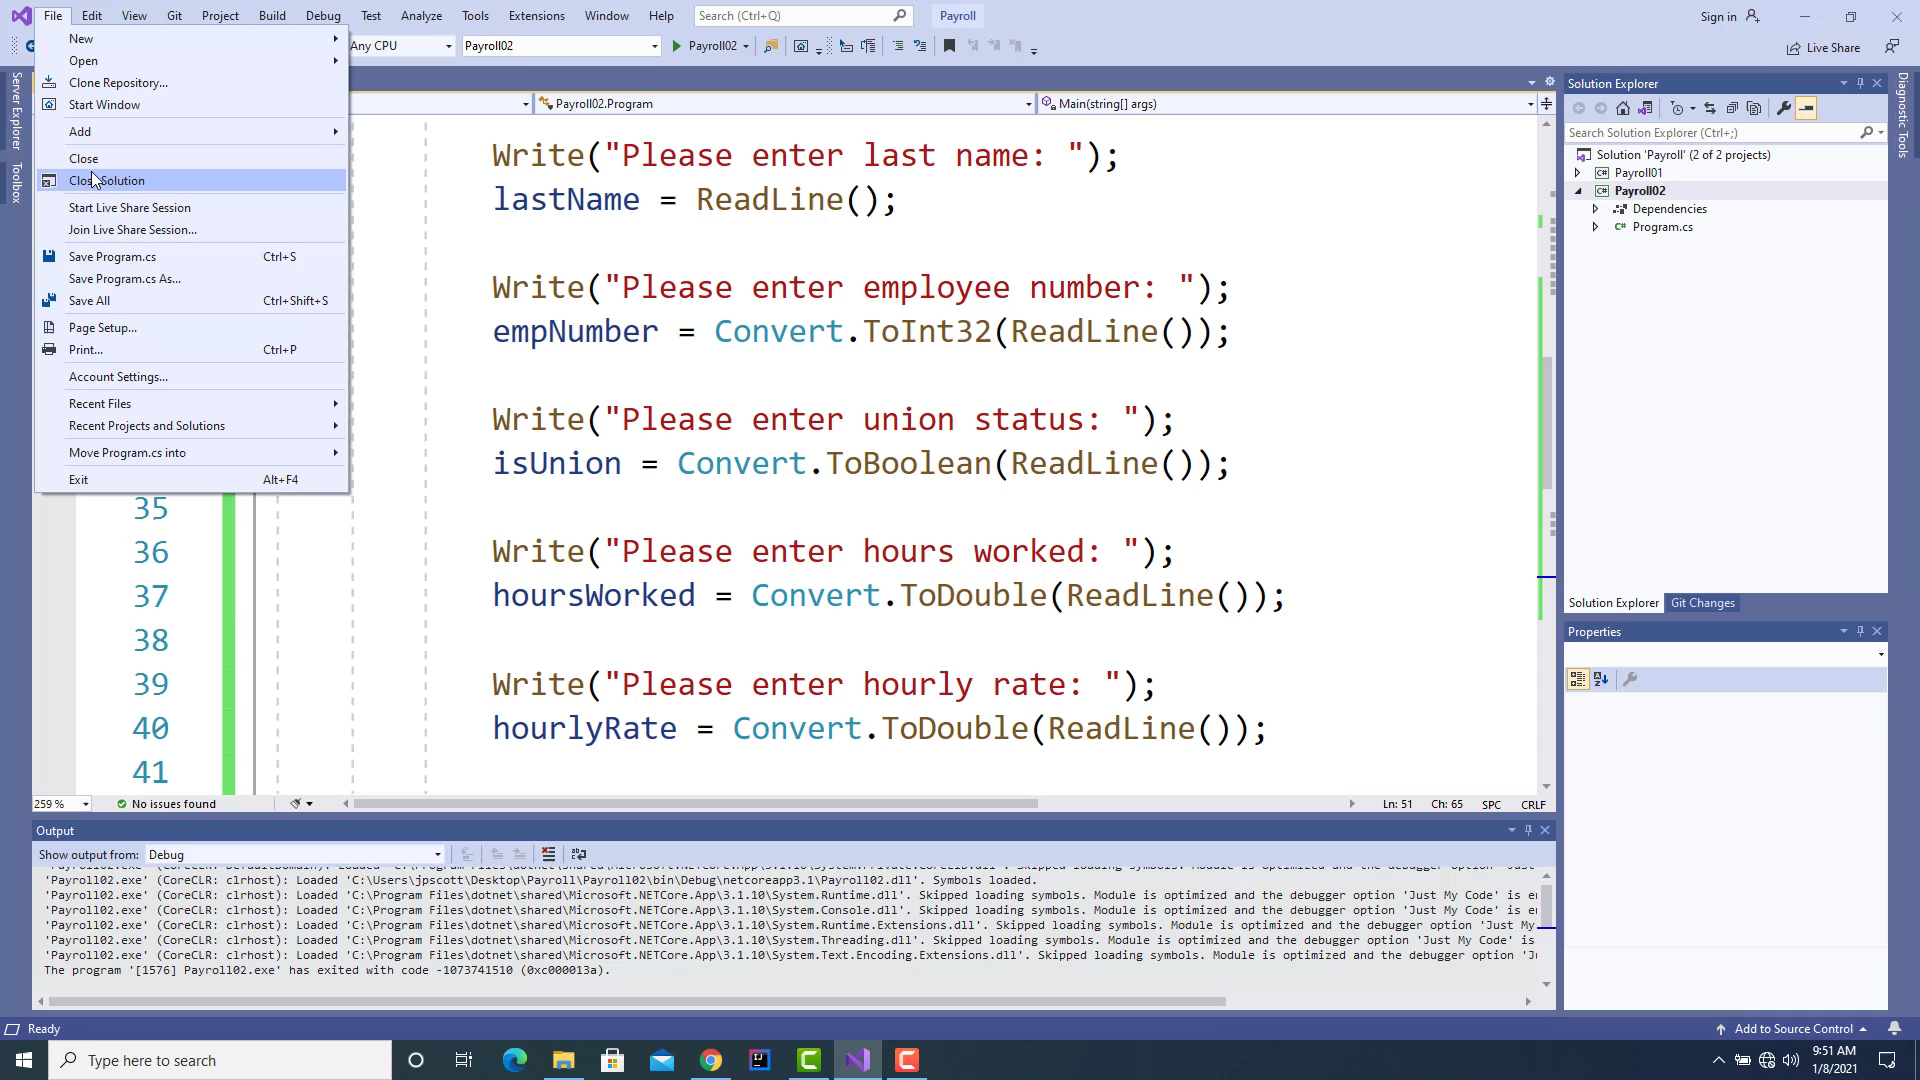 File Edit View Git Project Build Debug Test Analyze Tools Extensions Window Help Search (Ctrl+Q) Payroll Sign in
Any CPU Payroll02 Payroll02 Live Share
New
Open
Clone Repository...
Start Window
Add
Close
Solution
Start Live Share Session
Join Live Share Session...
Save Program.cs Ctrl+S
Save Program.cs As...
Save All Ctrl+Shift+S
Page Setup...
Print... Ctrl+P
Account Settings...
Recent Files
Recent Projects and Solutions
Move Program.cs into
Exit Alt+F4
Server Explorer
Toolbox
Payroll02.Program Main(string[] args)
Write("Please enter last name: ");
lastName = ReadLine();
Write("Please enter employee number: ");
empNumber = Convert.ToInt32(ReadLine());
Write("Please enter union status: ");
isUnion = Convert.ToBoolean(ReadLine());
35
36 Write("Please enter hours worked: ");
37 hoursWorked = Convert.ToDouble(ReadLine());
38
39 Write("Please enter hourly rate: ");
40 hourlyRate = Convert.ToDouble(ReadLine());
41
259 % No issues found Ln: 51 Ch: 65 SPC CRLF
Solution Explorer
Search Solution Explorer (Ctrl+;)
Solution 'Payroll' (2 of 2 projects)
Payroll01
Payroll02
Dependencies
Program.cs
Solution Explorer Git Changes
Properties
Diagnostic Tools
Output
Show output from: Debug
'Payroll02.exe' (CoreCLR: clrhost): Loaded 'C:\Users\jpscott\Desktop\Payroll\Payroll02\bin\Debug\netcoreapp3.1\Payroll02.dll'. Symbols loaded.
'Payroll02.exe' (CoreCLR: clrhost): Loaded 'C:\Program Files\dotnet\shared\Microsoft.NETCore.App\3.1.10\System.Runtime.dll'. Skipped loading symbols. Module is optimized and the debugger option 'Just My Code' is
'Payroll02.exe' (CoreCLR: clrhost): Loaded 'C:\Program Files\dotnet\shared\Microsoft.NETCore.App\3.1.10\System.Console.dll'. Skipped loading symbols. Module is optimized and the debugger option 'Just My Code' is
'Payroll02.exe' (CoreCLR: clrhost): Loaded 'C:\Program Files\dotnet\shared\Microsoft.NETCore.App\3.1.10\System.Runtime.Extensions.dll'. Skipped loading symbols. Module is optimized and the debugger option 'Just My
'Payroll02.exe' (CoreCLR: clrhost): Loaded 'C:\Program Files\dotnet\shared\Microsoft.NETCore.App\3.1.10\System.Threading.dll'. Skipped loading symbols. Module is optimized and the debugger option 'Just My Code' is
'Payroll02.exe' (CoreCLR: clrhost): Loaded 'C:\Program Files\dotnet\shared\Microsoft.NETCore.App\3.1.10\System.Text.Encoding.Extensions.dll'. Skipped loading symbols. Module is optimized and the debugger option
The program '[1576] Payroll02.exe' has exited with code -1073741510 (0xc000013a).
Ready Add to Source Control
Type here to search
9:51 AM
1/8/2021